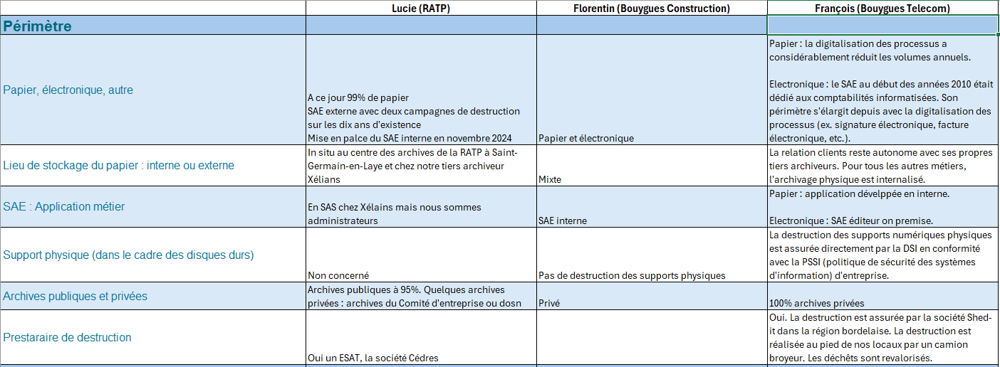 Lucie (RATP)
Florentin (Bouygues Construction)
François (Bouygues Telecom)
Périmètre
Papier, électronique, autre
A ce jour 99% de papier
SAE externe avec deux campagnes de destruction
sur les dix ans d'existence
Mise en palce du SAE interne en novembre 2024
Papier et électronique
Papier : la digitalisation des processus a
considérablement réduit les volumes annuels.
Electronique : le SAE au début des années 2010 était
dédié aux comptabilités informatisées. Son
périmètre s'élargit depuis avec la digitalisation des
processus (ex. signature électronique, facture
électronique, etc.).
Lieu de stockage du papier : interne ou externe
In situ au centre des archives de la RATP à Saint-
Germain-en-Laye et chez notre tiers archiveur
Xélians
Mixte
La relation clients reste autonome avec ses propres
tiers archiveurs. Pour tous les autres métiers,
l'archivage physique est internalisé.
SAE : Application métier
En SAS chez Xélains mais nous sommes
administrateurs
SAE interne
Papier : application dévelppée en interne.
Electronique : SAE éditeur on premise.
Support physique (dans le cadre des disques durs)
Non concerné
Pas de destruction des supports physiques
La destruction des supports numériques physiques
est assurée directement par la DSI en conformité
avec la PSSI (politique de sécurité des systèmes
d'information) d'entreprise.
Archives publiques et privées
Archives publiques à 95%. Quelques archives
privées : archives du Comité d'entreprise ou dosn
Privé
100% archives privées
Prestaraire de destruction
Oui un ESAT, la société Cédres
Oui. La destruction est assurée par la société Shed-
it dans la région bordelaise. La destruction est
réalisée au pied de nos locaux par un camion
broyeur. Les déchêts sont revalorisés.